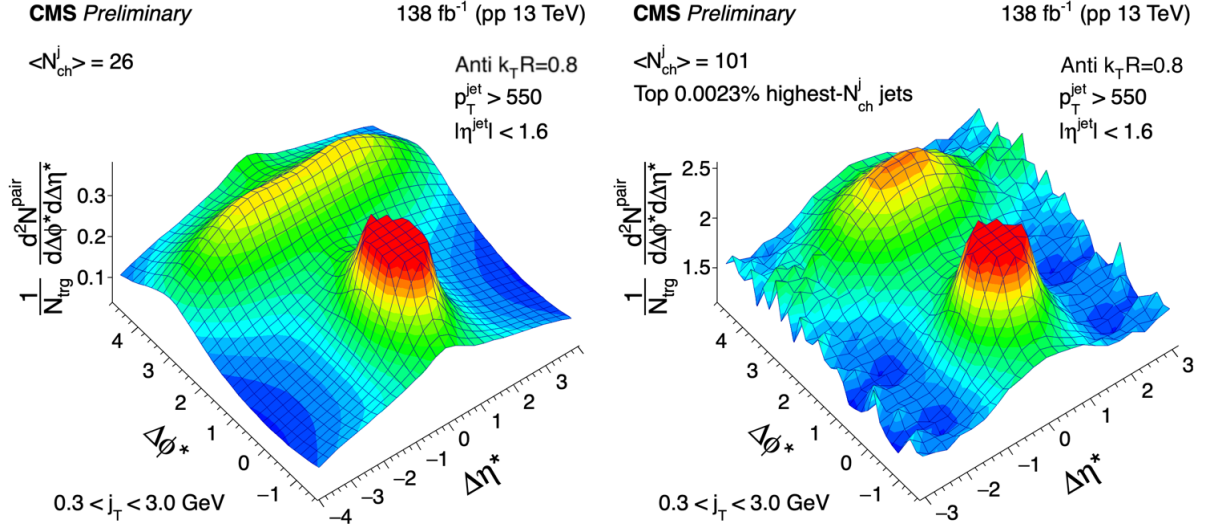 CMS Preliminary 138 fb⁻¹ (pp 13 TeV)
<N^j_ch> = 26
Anti k_T R=0.8
p_T^jet > 550
|η^jet| < 1.6
1/N_trg d²N^pair/dΔϕ*dΔη*
0.3
0.2
0.1
4
3
2
1
0
−1
Δϕ*
−4
−3
−2
−1
0
1
2
3
Δη*
0.3 < j_T < 3.0 GeV
CMS Preliminary 138 fb⁻¹ (pp 13 TeV)
<N^j_ch> = 101
Top 0.0023% highest-N^j_ch jets
Anti k_T R=0.8
p_T^jet > 550
|η^jet| < 1.6
1/N_trg d²N^pair/dΔϕ*dΔη*
2.5
2
1.5
4
3
2
1
0
−1
Δϕ*
−3
−2
−1
0
1
2
3
Δη*
0.3 < j_T < 3.0 GeV